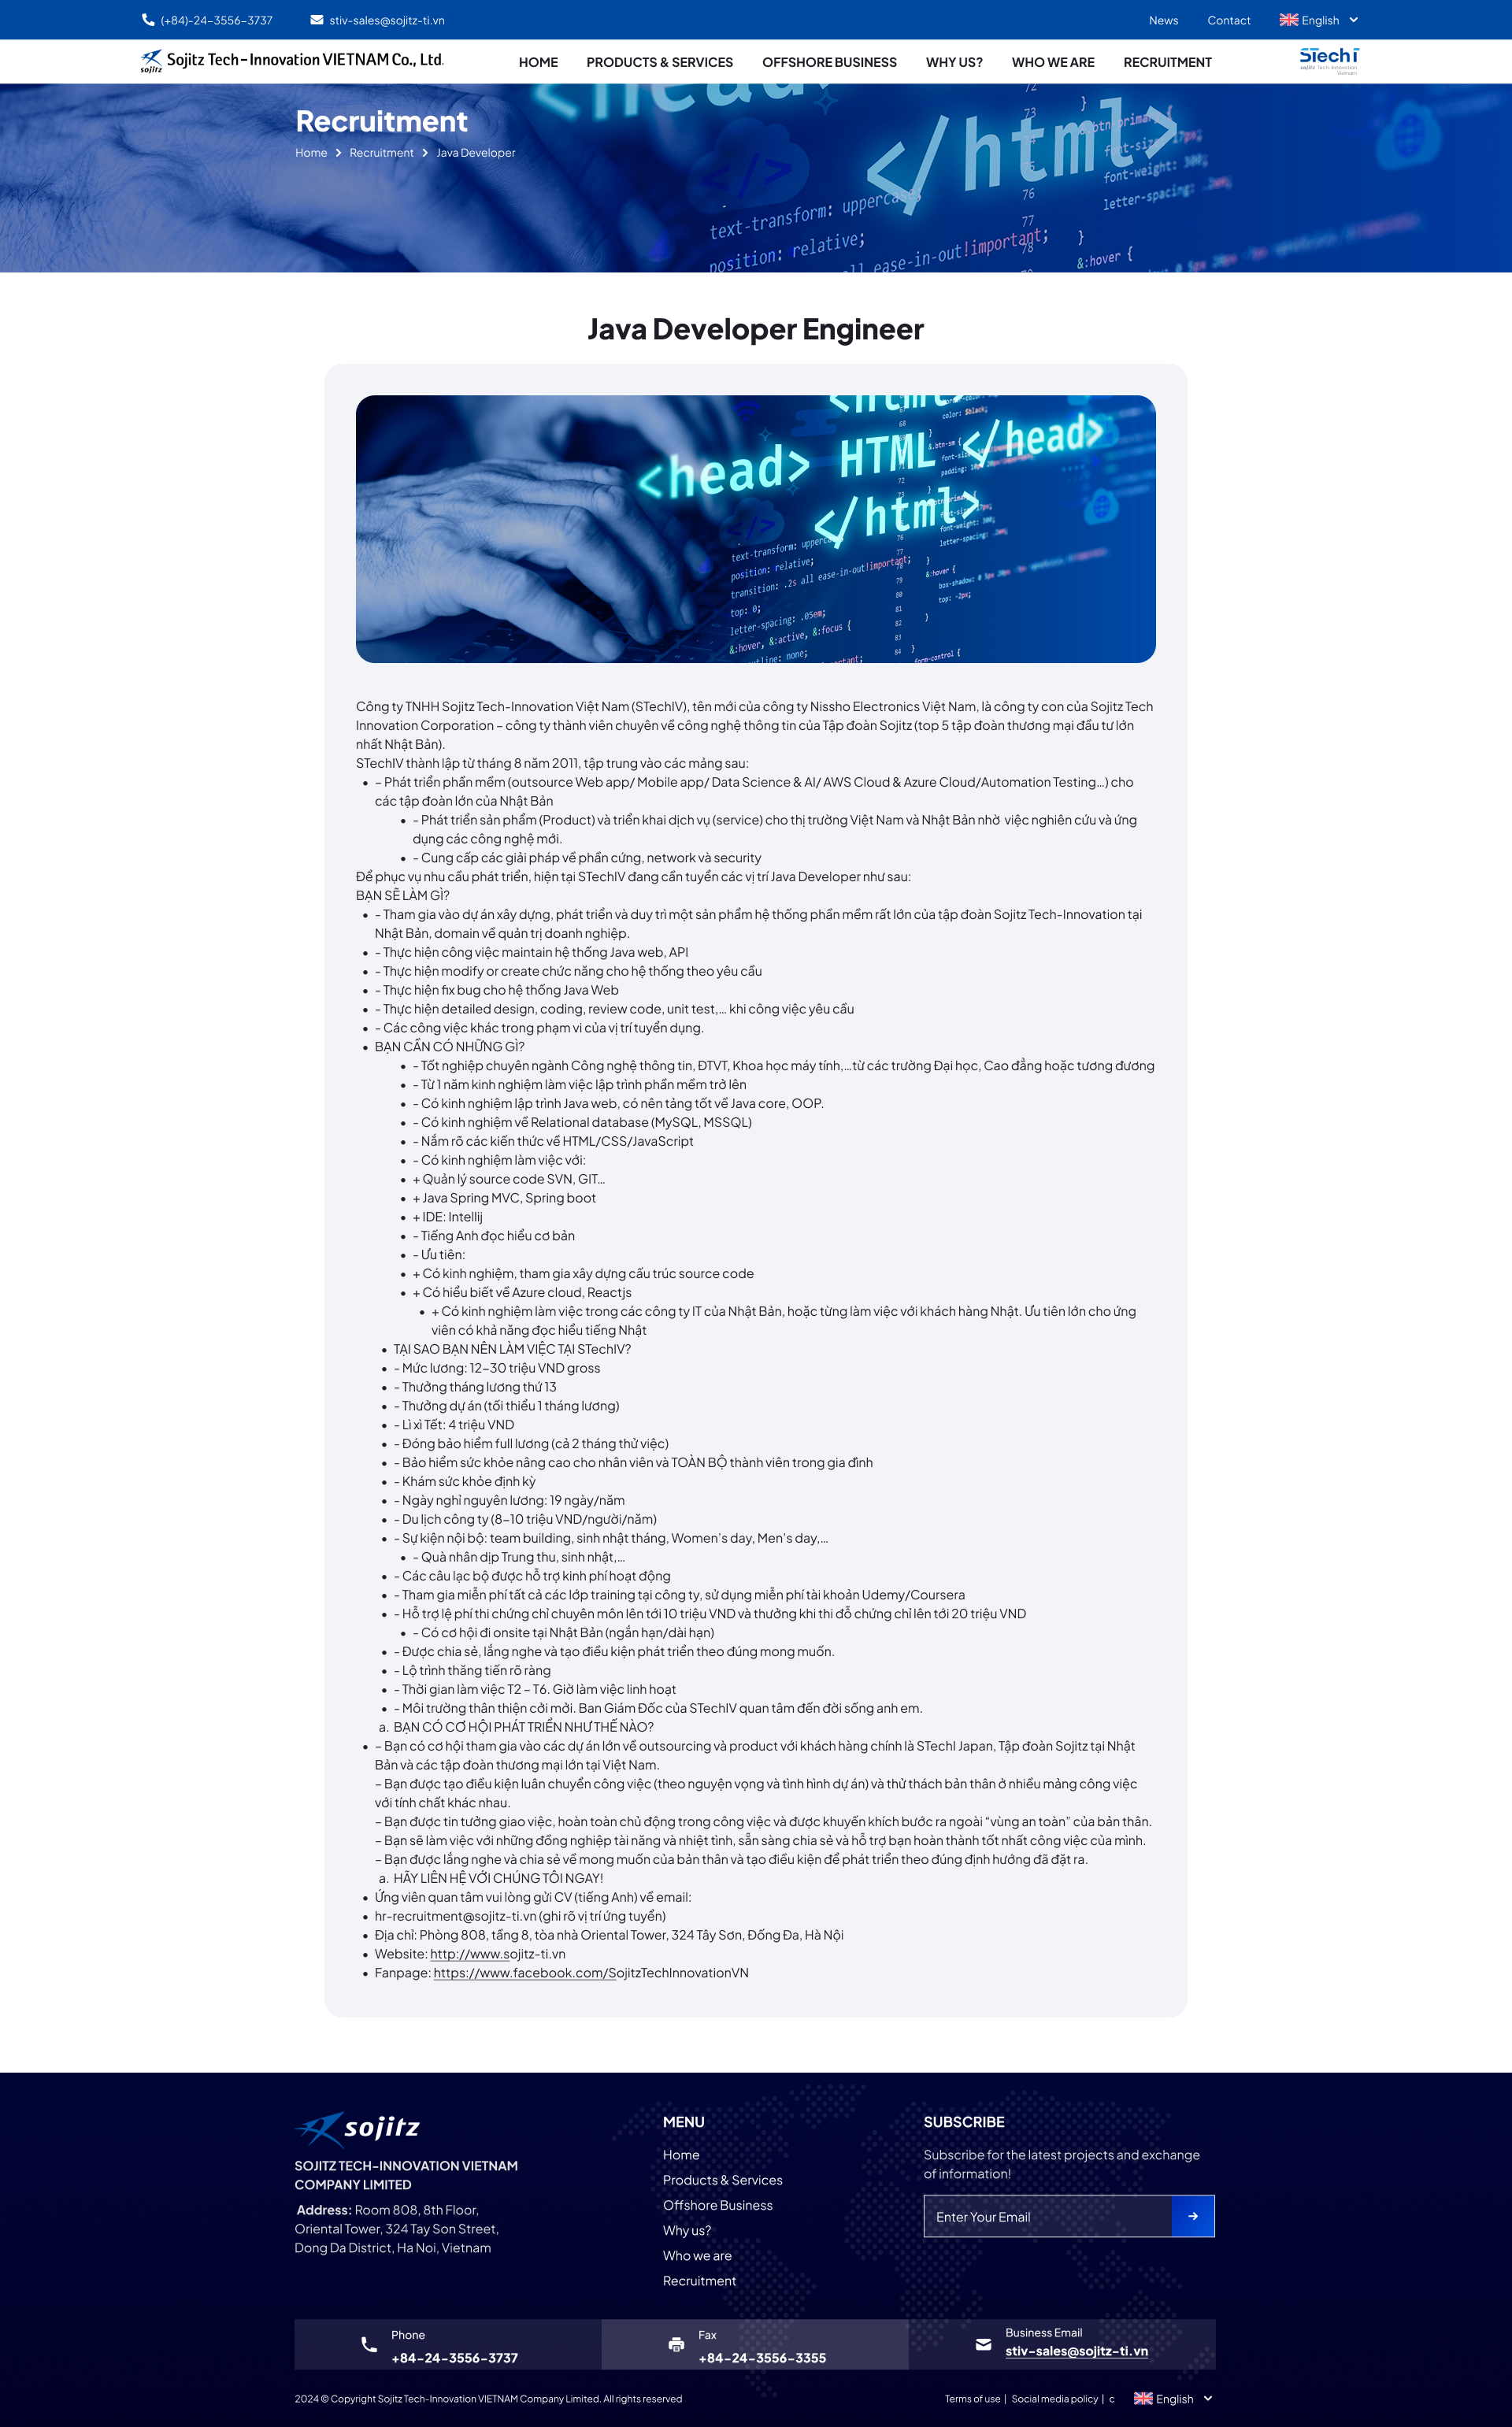 (+84)-24-3556-3737 stiv-sales@sojitz-ti.vn News Contact English
sojitz Sojitz Tech-Innovation VIETNAM Co., Ltd. HOME PRODUCTS & SERVICES OFFSHORE BUSINESS WHY US? WHO WE ARE RECRUITMENT STechI
sojitz Tech-Innovation
Vietnam
Recruitment
Home Recruitment Java Developer
</html>
text-transform: uppercase;
position: relative;
all ease-in-out!important;
&:hover {
font-weight: 300;
letter-spacing: .2em;
Java Developer Engineer
<head> HTML </head>
</html>
text-transform: uppercase;
position: relative;
transition: .2s all ease-in-out!important;
top: 0;
letter-spacing: .05em;
&:hover, &:active, &:focus {
Công ty TNHH Sojitz Tech-Innovation Việt Nam (STechIV), tên mới của công ty Nissho Electronics Việt Nam, là công ty con của Sojitz Tech
Innovation Corporation – công ty thành viên chuyên về công nghệ thông tin của Tập đoàn Sojitz (top 5 tập đoàn thương mại đầu tư lớn
nhất Nhật Bản).
STechIV thành lập từ tháng 8 năm 2011, tập trung vào các mảng sau:
• – Phát triển phần mềm (outsource Web app/ Mobile app/ Data Science & AI/ AWS Cloud & Azure Cloud/Automation Testing…) cho
các tập đoàn lớn của Nhật Bản
• - Phát triển sản phẩm (Product) và triển khai dịch vụ (service) cho thị trường Việt Nam và Nhật Bản nhờ việc nghiên cứu và ứng
dụng các công nghệ mới.
• - Cung cấp các giải pháp về phần cứng, network và security
Để phục vụ nhu cầu phát triển, hiện tại STechIV đang cần tuyển các vị trí Java Developer như sau:
BẠN SẼ LÀM GÌ?
• - Tham gia vào dự án xây dựng, phát triển và duy trì một sản phẩm hệ thống phần mềm rất lớn của tập đoàn Sojitz Tech-Innovation tại
Nhật Bản, domain về quản trị doanh nghiệp.
• - Thực hiện công việc maintain hệ thống Java web, API
• - Thực hiện modify or create chức năng cho hệ thống theo yêu cầu
• - Thực hiện fix bug cho hệ thống Java Web
• - Thực hiện detailed design, coding, review code, unit test,… khi công việc yêu cầu
• - Các công việc khác trong phạm vi của vị trí tuyển dụng.
• BẠN CẦN CÓ NHỮNG GÌ?
• - Tốt nghiệp chuyên ngành Công nghệ thông tin, ĐTVT, Khoa học máy tính,…từ các trường Đại học, Cao đẳng hoặc tương đương
• - Từ 1 năm kinh nghiệm làm việc lập trình phần mềm trở lên
• - Có kinh nghiệm lập trình Java web, có nên tảng tốt về Java core, OOP.
• - Có kinh nghiệm về Relational database (MySQL, MSSQL)
• - Nắm rõ các kiến thức về HTML/CSS/JavaScript
• - Có kinh nghiệm làm việc với:
• + Quản lý source code SVN, GIT…
• + Java Spring MVC, Spring boot
• + IDE: Intellij
• - Tiếng Anh đọc hiểu cơ bản
• - Ưu tiên:
• + Có kinh nghiệm, tham gia xây dựng cấu trúc source code
• + Có hiểu biết về Azure cloud, Reactjs
• + Có kinh nghiệm làm việc trong các công ty IT của Nhật Bản, hoặc từng làm việc với khách hàng Nhật. Ưu tiên lớn cho ứng
viên có khả năng đọc hiểu tiếng Nhật
• TẠI SAO BẠN NÊN LÀM VIỆC TẠI STechIV?
• - Mức lương: 12-30 triệu VND gross
• - Thưởng tháng lương thứ 13
• - Thưởng dự án (tối thiểu 1 tháng lương)
• - Lì xì Tết: 4 triệu VND
• - Đóng bảo hiểm full lương (cả 2 tháng thử việc)
• - Bảo hiểm sức khỏe nâng cao cho nhân viên và TOÀN BỘ thành viên trong gia đình
• - Khám sức khỏe định kỳ
• - Ngày nghỉ nguyên lương: 19 ngày/năm
• - Du lịch công ty (8-10 triệu VND/người/năm)
• - Sự kiện nội bộ: team building, sinh nhật tháng, Women's day, Men's day,…
• - Quà nhân dịp Trung thu, sinh nhật,…
• - Các câu lạc bộ được hỗ trợ kinh phí hoạt động
• - Tham gia miễn phí tất cả các lớp training tại công ty, sử dụng miễn phí tài khoản Udemy/Coursera
• - Hỗ trợ lệ phí thi chứng chỉ chuyên môn lên tới 10 triệu VND và thưởng khi thi đỗ chứng chỉ lên tới 20 triệu VND
• - Có cơ hội đi onsite tại Nhật Bản (ngắn hạn/dài hạn)
• - Được chia sẻ, lắng nghe và tạo điều kiện phát triển theo đúng mong muốn.
• - Lộ trình thăng tiến rõ ràng
• - Thời gian làm việc T2 – T6. Giờ làm việc linh hoạt
• - Môi trường thân thiện cởi mởi. Ban Giám Đốc của STechIV quan tâm đến đời sống anh em.
a. BẠN CÓ CƠ HỘI PHÁT TRIỂN NHƯ THẾ NÀO?
• – Bạn có cơ hội tham gia vào các dự án lớn về outsourcing và product với khách hàng chính là STechI Japan, Tập đoàn Sojitz tại Nhật
Bản và các tập đoàn thương mại lớn tại Việt Nam.
– Bạn được tạo điều kiện luân chuyển công việc (theo nguyện vọng và tình hình dự án) và thử thách bản thân ở nhiều mảng công việc
với tính chất khác nhau.
– Bạn được tin tưởng giao việc, hoàn toàn chủ động trong công việc và được khuyến khích bước ra ngoài “vùng an toàn” của bản thân.
– Bạn sẽ làm việc với những đồng nghiệp tài năng và nhiệt tình, sẵn sàng chia sẻ và hỗ trợ bạn hoàn thành tốt nhất công việc của mình.
– Bạn được lắng nghe và chia sẻ về mong muốn của bản thân và tạo điều kiện để phát triển theo đúng định hướng đã đặt ra.
a. HÃY LIÊN HỆ VỚI CHÚNG TÔI NGAY!
• Ứng viên quan tâm vui lòng gửi CV (tiếng Anh) về email:
• hr-recruitment@sojitz-ti.vn (ghi rõ vị trí ứng tuyển)
• Địa chỉ: Phòng 808, tầng 8, tòa nhà Oriental Tower, 324 Tây Sơn, Đống Đa, Hà Nội
• Website: http://www.sojitz-ti.vn
• Fanpage: https://www.facebook.com/SojitzTechInnovationVN
sojitz
SOJITZ TECH-INNOVATION VIETNAM
COMPANY LIMITED
Address: Room 808, 8th Floor,
Oriental Tower, 324 Tay Son Street,
Dong Da District, Ha Noi, Vietnam
MENU
Home
Products & Services
Offshore Business
Why us?
Who we are
Recruitment
SUBSCRIBE
Subscribe for the latest projects and exchange
of information!
Enter Your Email
Phone
+84-24-3556-3737
Fax
+84-24-3556-3355
Business Email
stiv-sales@sojitz-ti.vn
2024 © Copyright Sojitz Tech-Innovation VIETNAM Company Limited. All rights reserved Terms of use | Social media policy | c English